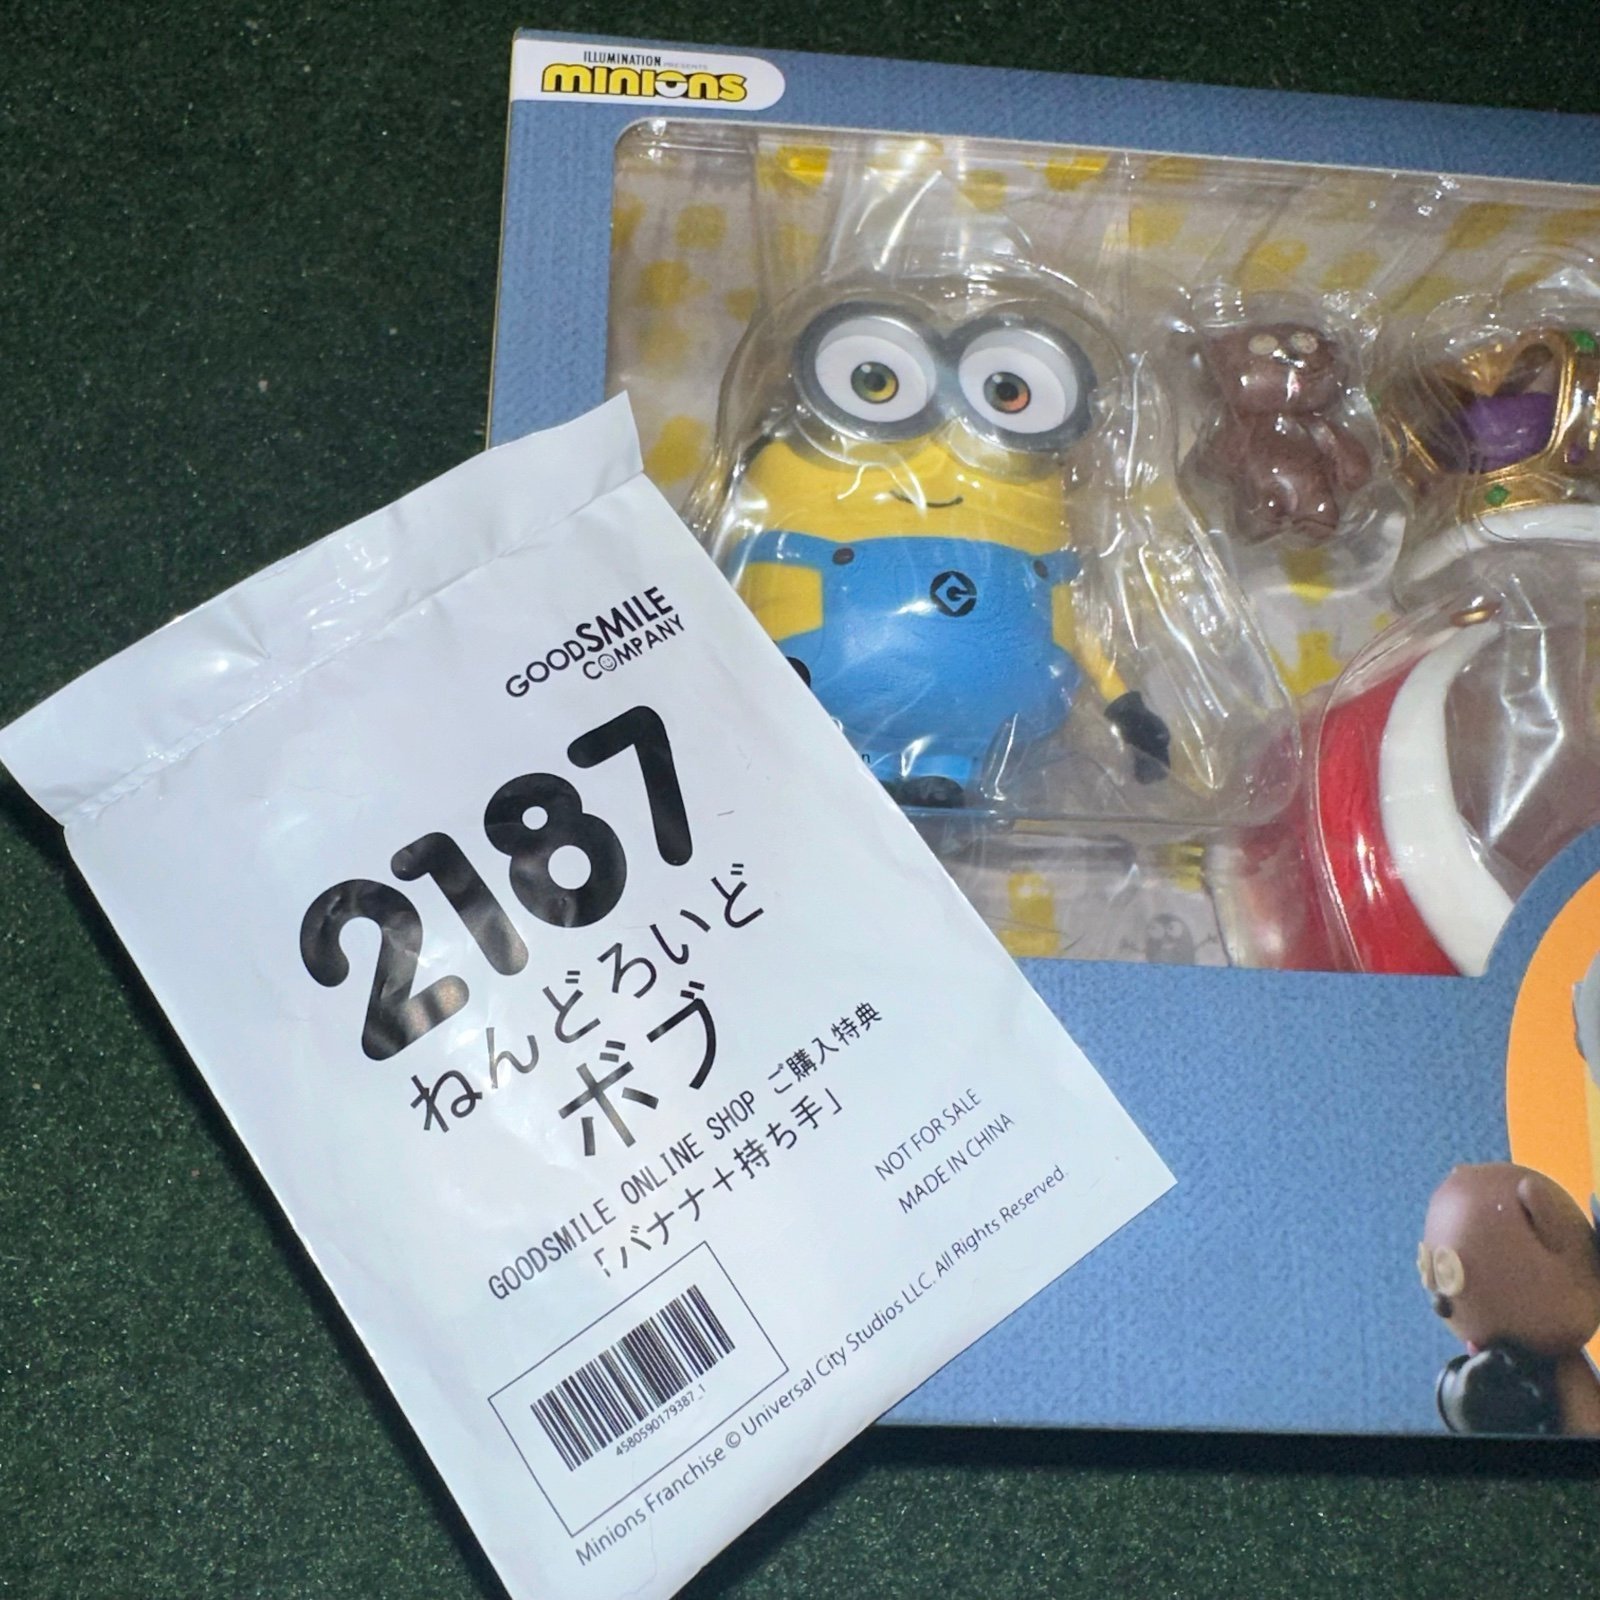 ILLUMINATION PRESENTS
minions
GOODSMILE
COMPANY
2187
ねんどろいど
ボブ
GOODSMILE ONLINE SHOP ご購入特典
「バナナ+持ち手」
NOT FOR SALE
MADE IN CHINA
4580590179387_1
Minions Franchise © Universal City Studios LLC. All Rights Reserved.